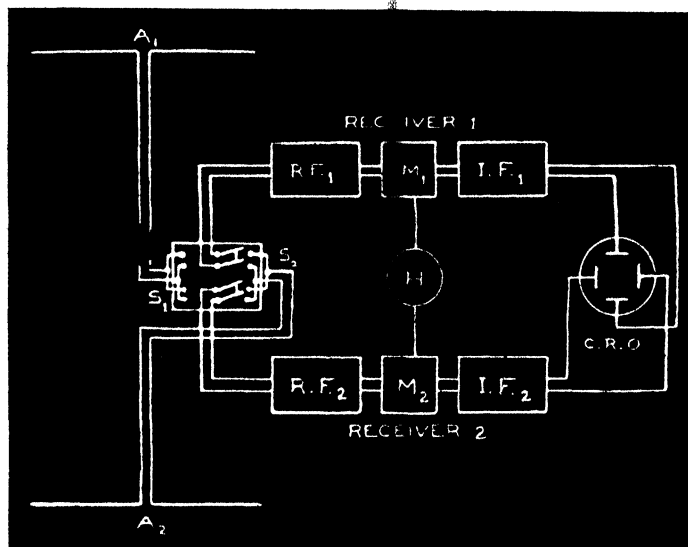 A₁
RECEIVER 1
R.F.₁ M₁ I.F.₁
S₂
H
S₁
C.R.O
R.F.₂ M₂ I.F.₂
RECEIVER 2
A₂